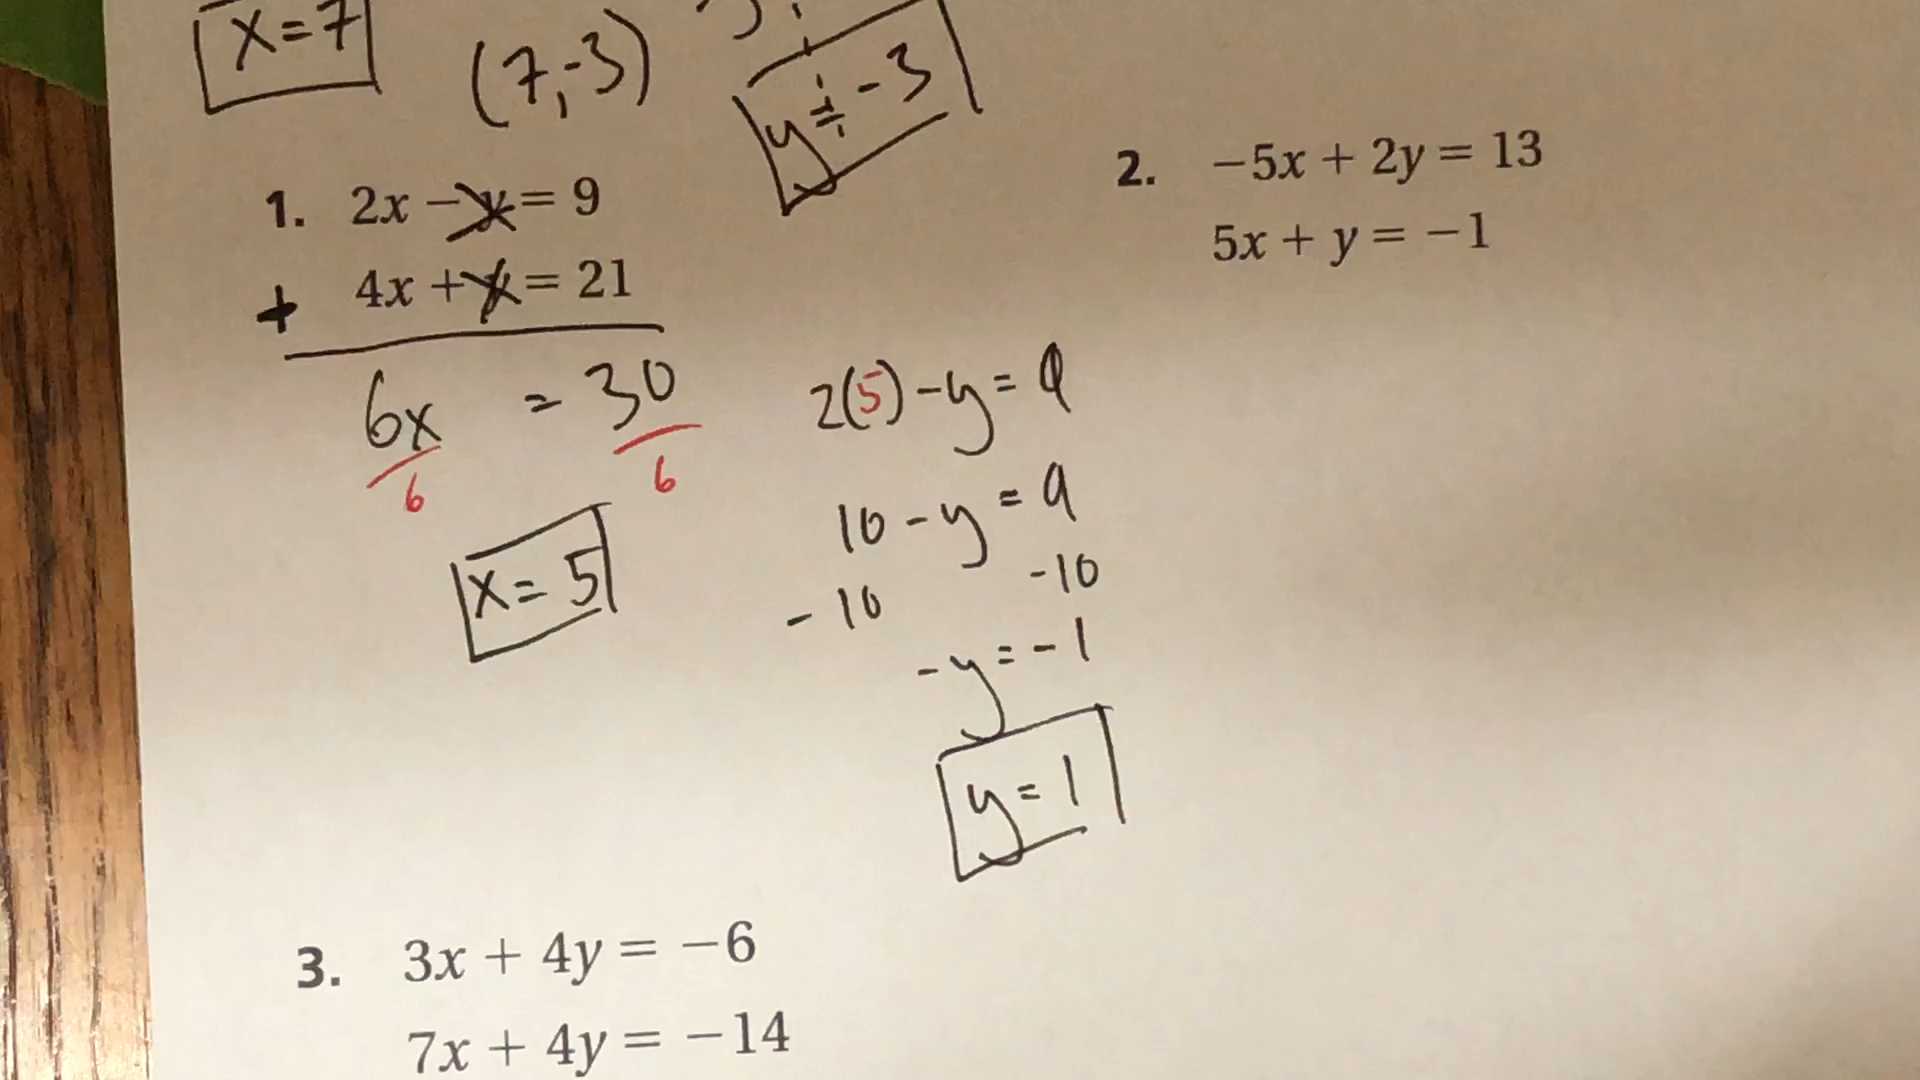 x=7
(7,-3)
y=-3
1. 2x - y = 9
+ 4x + y = 21
6x = 30
6 6
x = 5
2(5) - y = 9
10 - y = 9
- 10 -10
-y = -1
y = 1
2. -5x + 2y = 13
5x + y = -1
3. 3x + 4y = -6
7x + 4y = -14